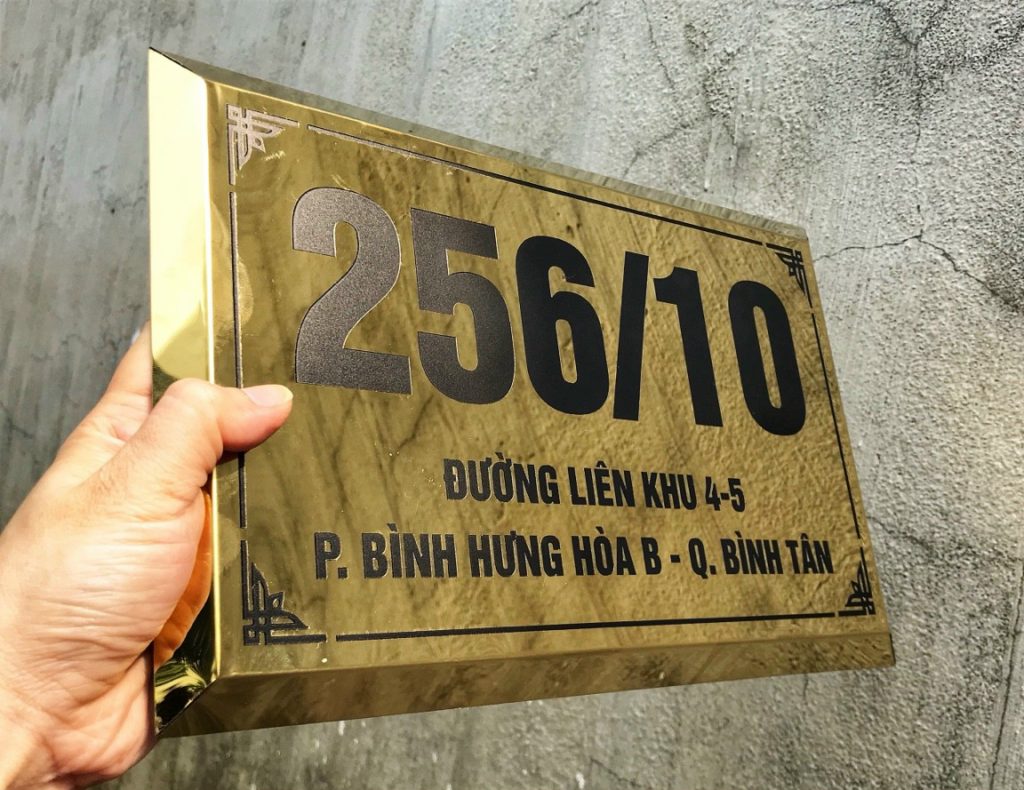 256/10
ĐƯỜNG LIÊN KHU 4-5
P. BÌNH HƯNG HÒA B - Q. BÌNH TÂN